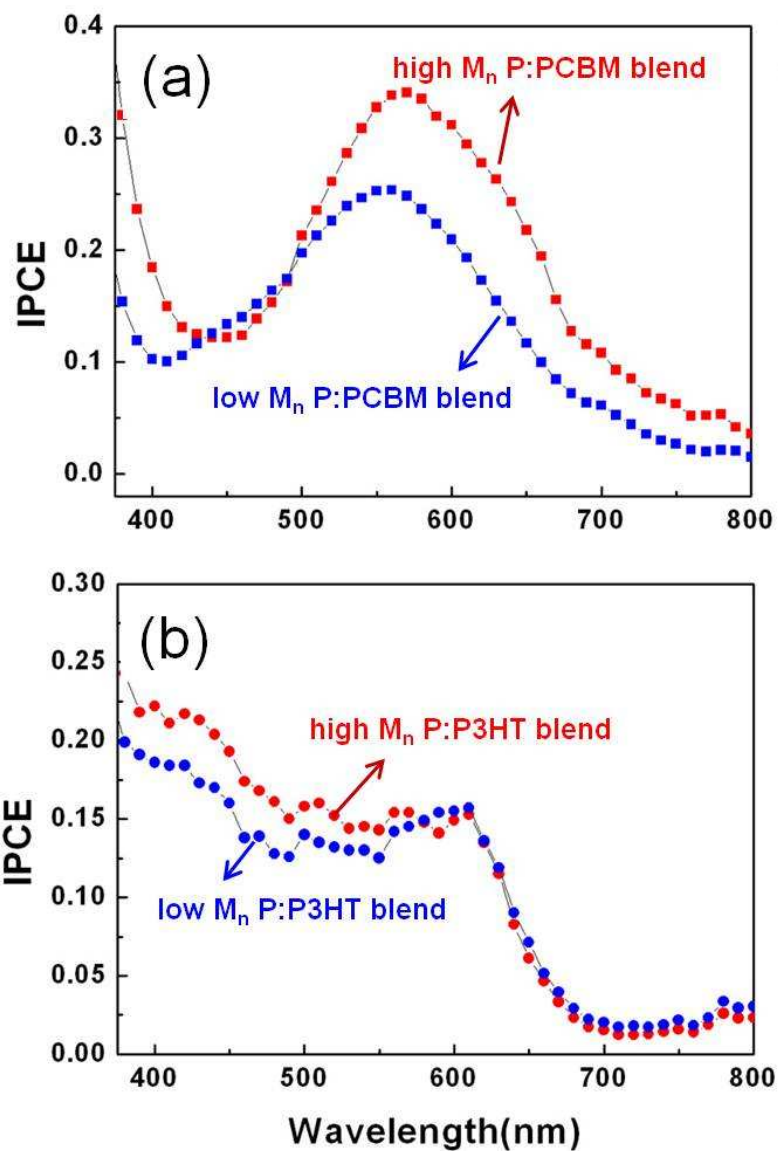 0.4
(a)
high Mn P:PCBM blend
0.3
IPCE
0.2
0.1
low Mn P:PCBM blend
0.0
400 500 600 700 800
0.30
(b)
0.25
high Mn P:P3HT blend
0.20
IPCE
0.15
0.10
low Mn P:P3HT blend
0.05
0.00
400 500 600 700 800
Wavelength(nm)